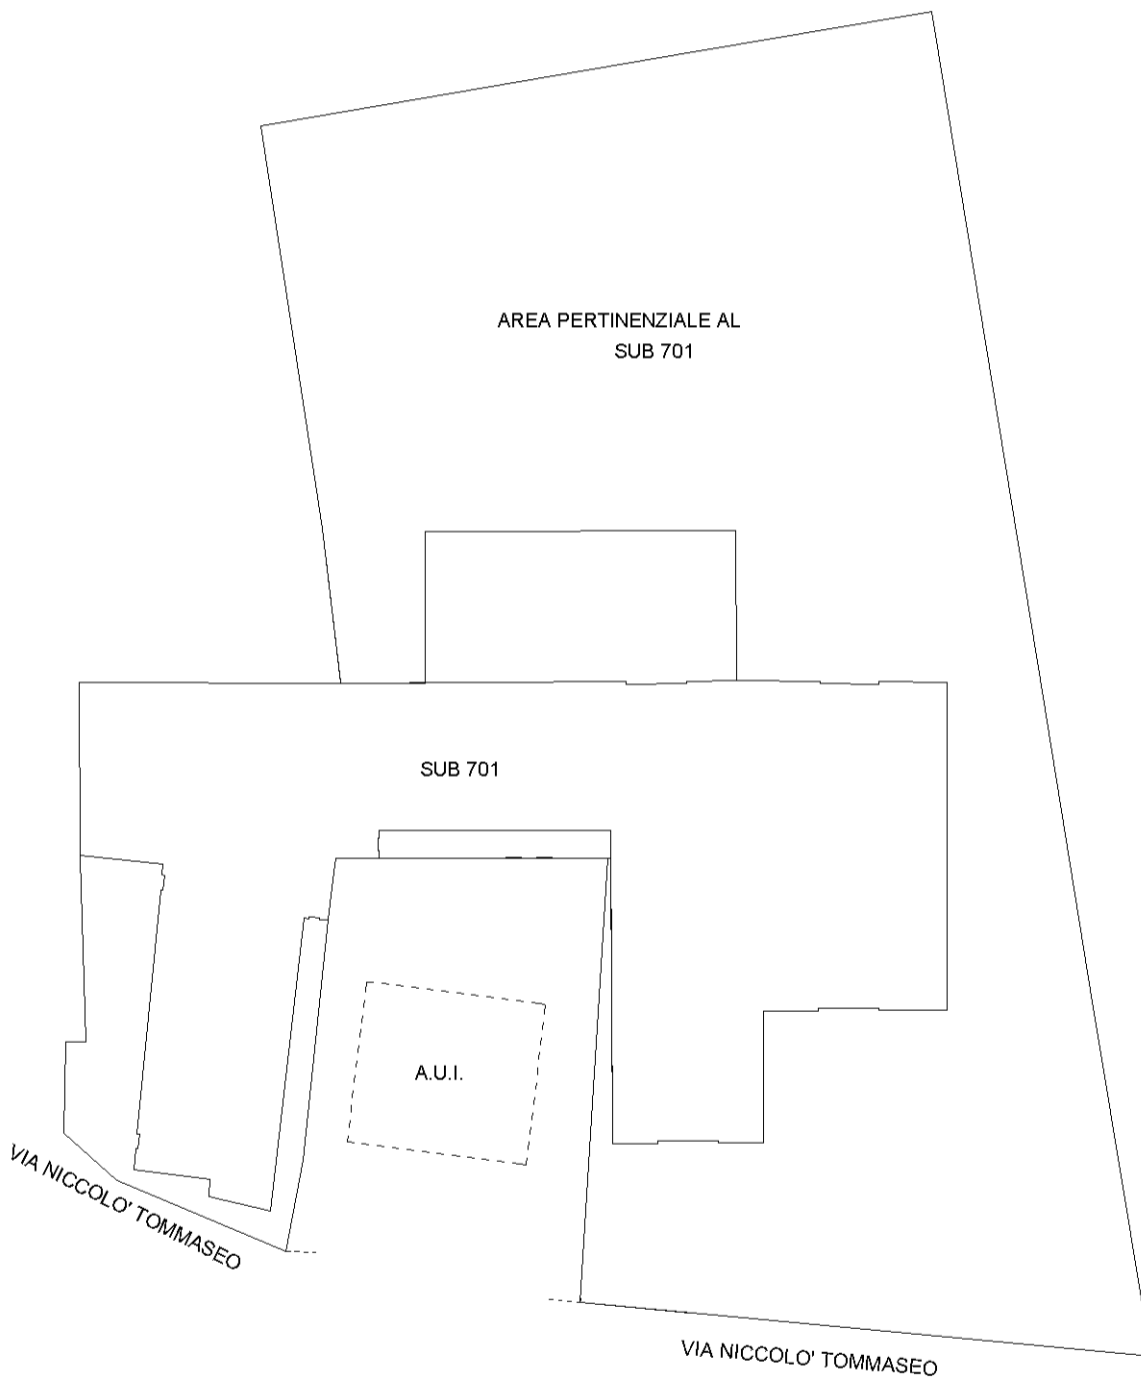 AREA PERTINENZIALE AL
SUB 701
SUB 701
A.U.I.
VIA NICCOLO' TOMMASEO
VIA NICCOLO' TOMMASEO